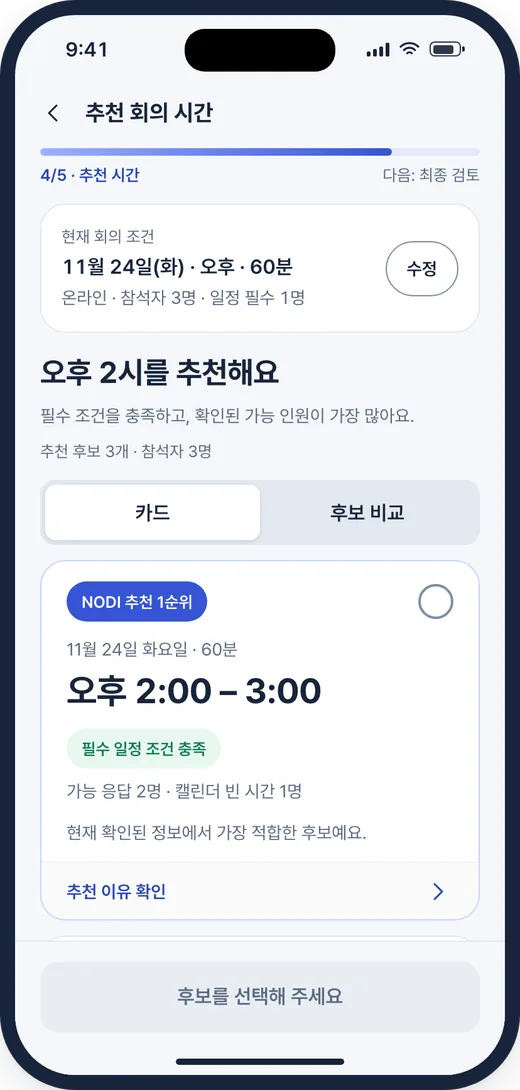 9:41
추천 회의 시간
4/5 · 추천 시간
다음: 최종 검토
현재 회의 조건
11월 24일(화) · 오후 · 60분
온라인 · 참석자 3명 · 일정 필수 1명
수정
오후 2시를 추천해요
필수 조건을 충족하고, 확인된 가능 인원이 가장 많아요.
추천 후보 3개 · 참석자 3명
카드
후보 비교
NODI 추천 1순위
11월 24일 화요일 · 60분
오후 2:00 – 3:00
필수 일정 조건 충족
가능 응답 2명 · 캘린더 빈 시간 1명
현재 확인된 정보에서 가장 적합한 후보예요.
추천 이유 확인
후보를 선택해 주세요